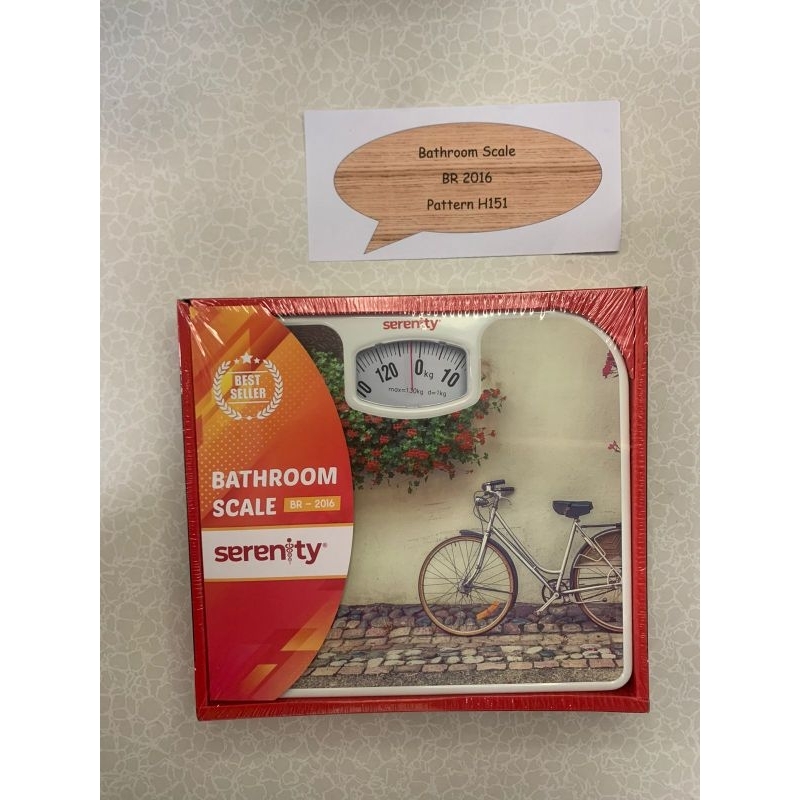 Bathroom Scale
BR 2016
Pattern H151
serenity
0 120 0 kg 10
max=130kg d=1kg
BEST
SELLER
BATHROOM
SCALE BR - 2016
serenity®